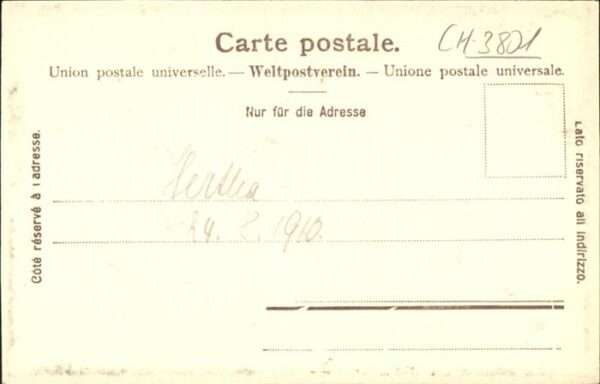 Carte postale.
CH-3801
Union postale universelle. — Weltpostverein. — Unione postale universale.
Nur für die Adresse
Côté réservé à l adresse.
Lato riservato all indirizzo.
Hertha
24. 1910.